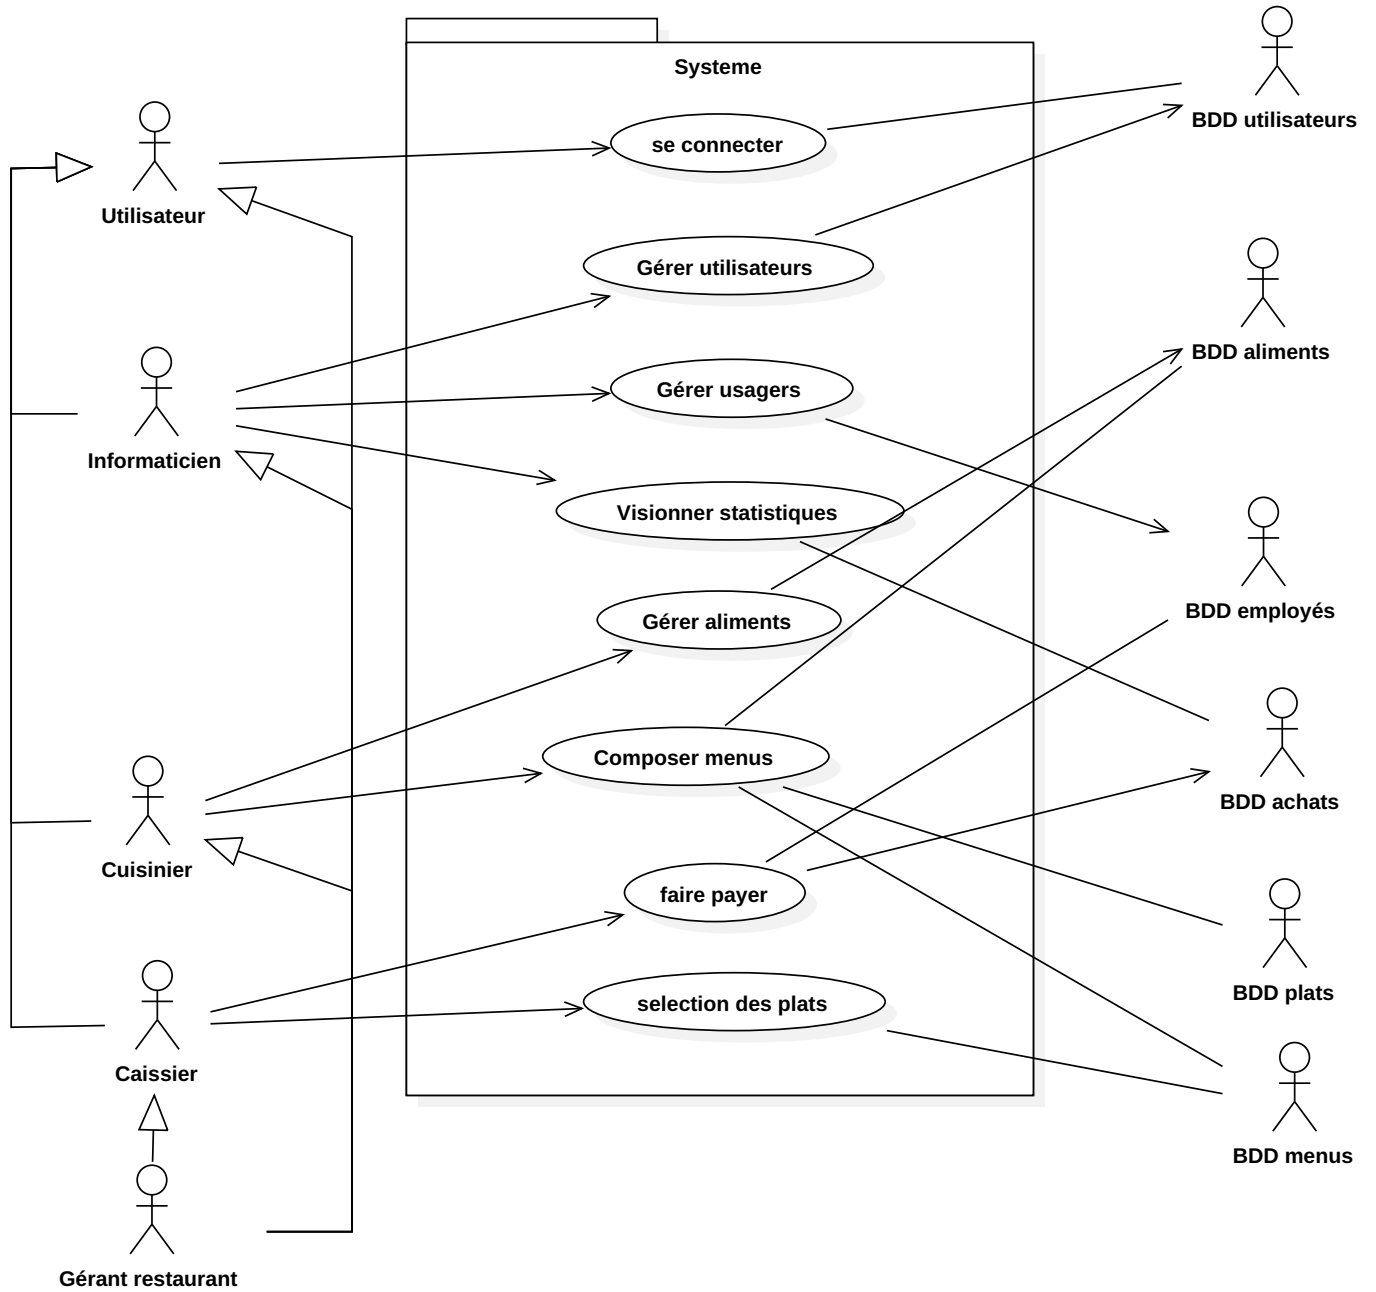 Systeme
BDD utilisateurs
se connecter
Utilisateur
Gérer utilisateurs
BDD aliments
Gérer usagers
Informaticien
Visionner statistiques
BDD employés
Gérer aliments
Composer menus
BDD achats
Cuisinier
faire payer
BDD plats
selection des plats
Caissier
BDD menus
Gérant restaurant